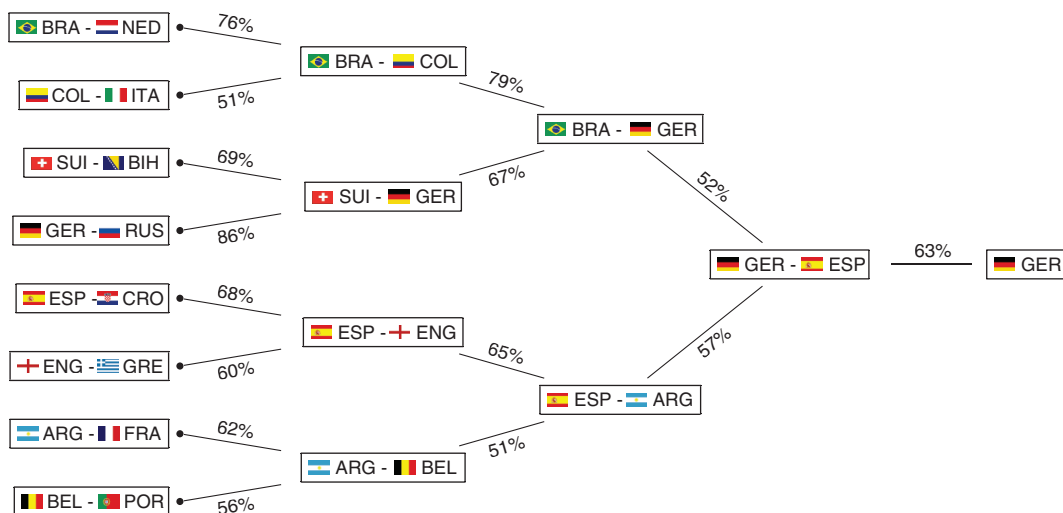 BRA - NED
76%
COL - ITA
51%
SUI - BIH
69%
GER - RUS
86%
ESP - CRO
68%
ENG - GRE
60%
ARG - FRA
62%
BEL - POR
56%
BRA - COL
79%
SUI - GER
67%
ESP - ENG
65%
ARG - BEL
51%
BRA - GER
52%
ESP - ARG
57%
GER - ESP
63%
GER